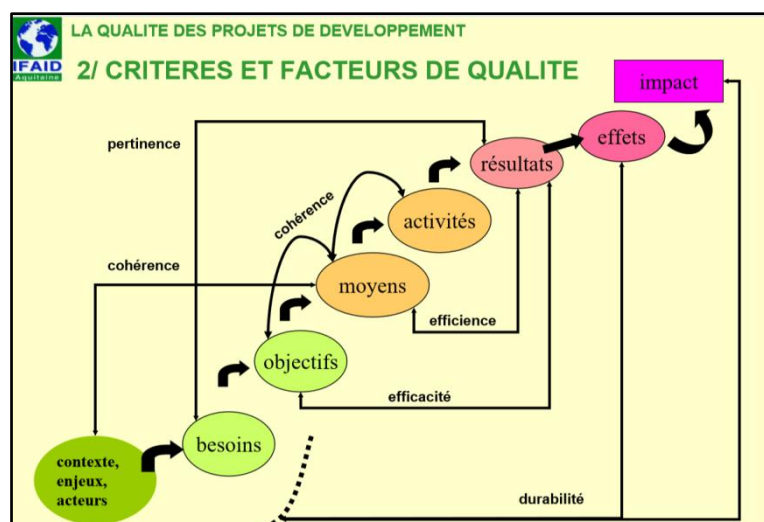 LA QUALITE DES PROJETS DE DEVELOPPEMENT
IFAID
Aquitaine
2/ CRITERES ET FACTEURS DE QUALITE
impact
effets
pertinence
résultats
cohérence
activités
cohérence
moyens
efficience
objectifs
efficacité
besoins
contexte,
enjeux,
acteurs
durabilité